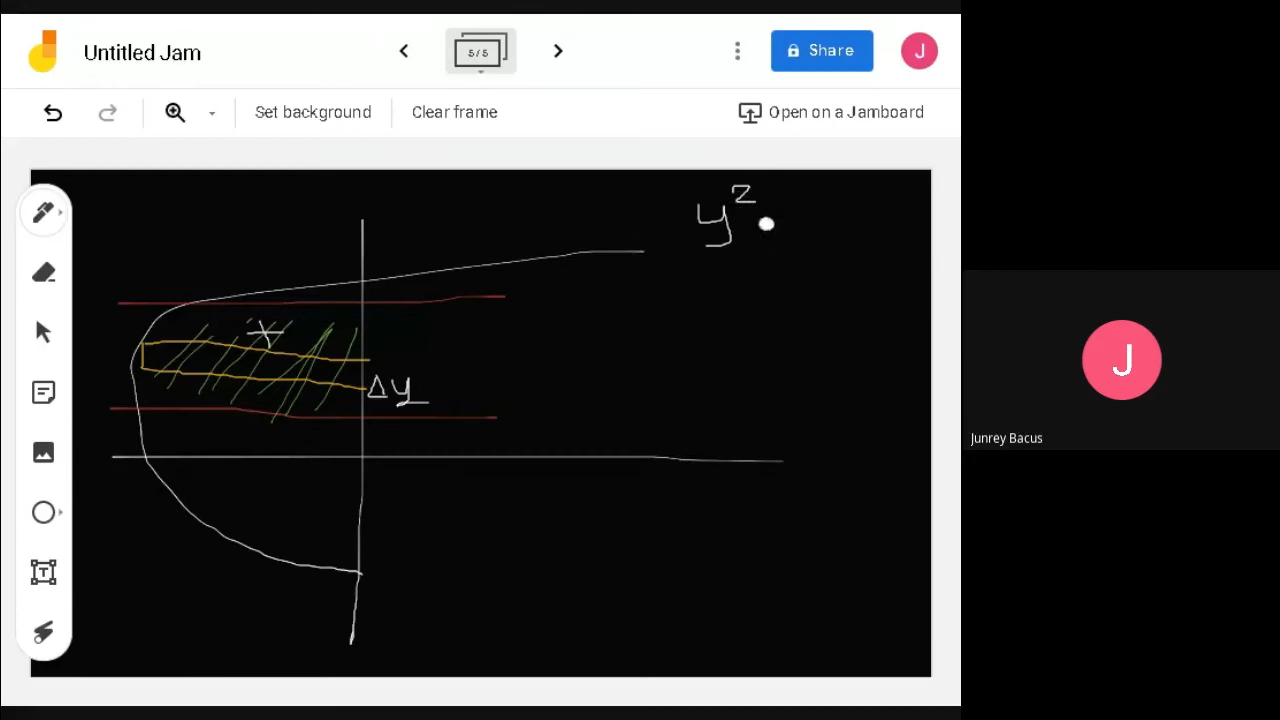 Untitled Jam
5/5
Share
J
Set background
Clear frame
Open on a Jamboard
y²
x
Δy
T
J
Junrey Bacus